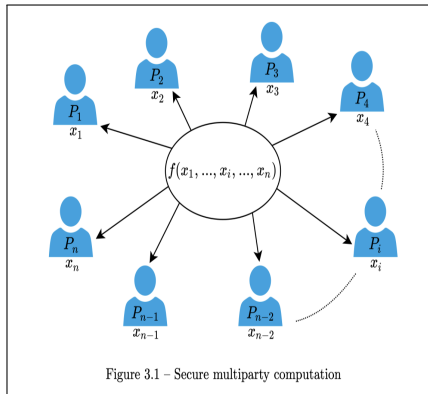 P₁
x₁
P₂
x₂
P₃
x₃
P₄
x₄
f(x₁, ..., xᵢ, ..., xₙ)
Pₙ
xₙ
Pᵢ
xᵢ
Pₙ₋₁
xₙ₋₁
Pₙ₋₂
xₙ₋₂
Figure 3.1 – Secure multiparty computation